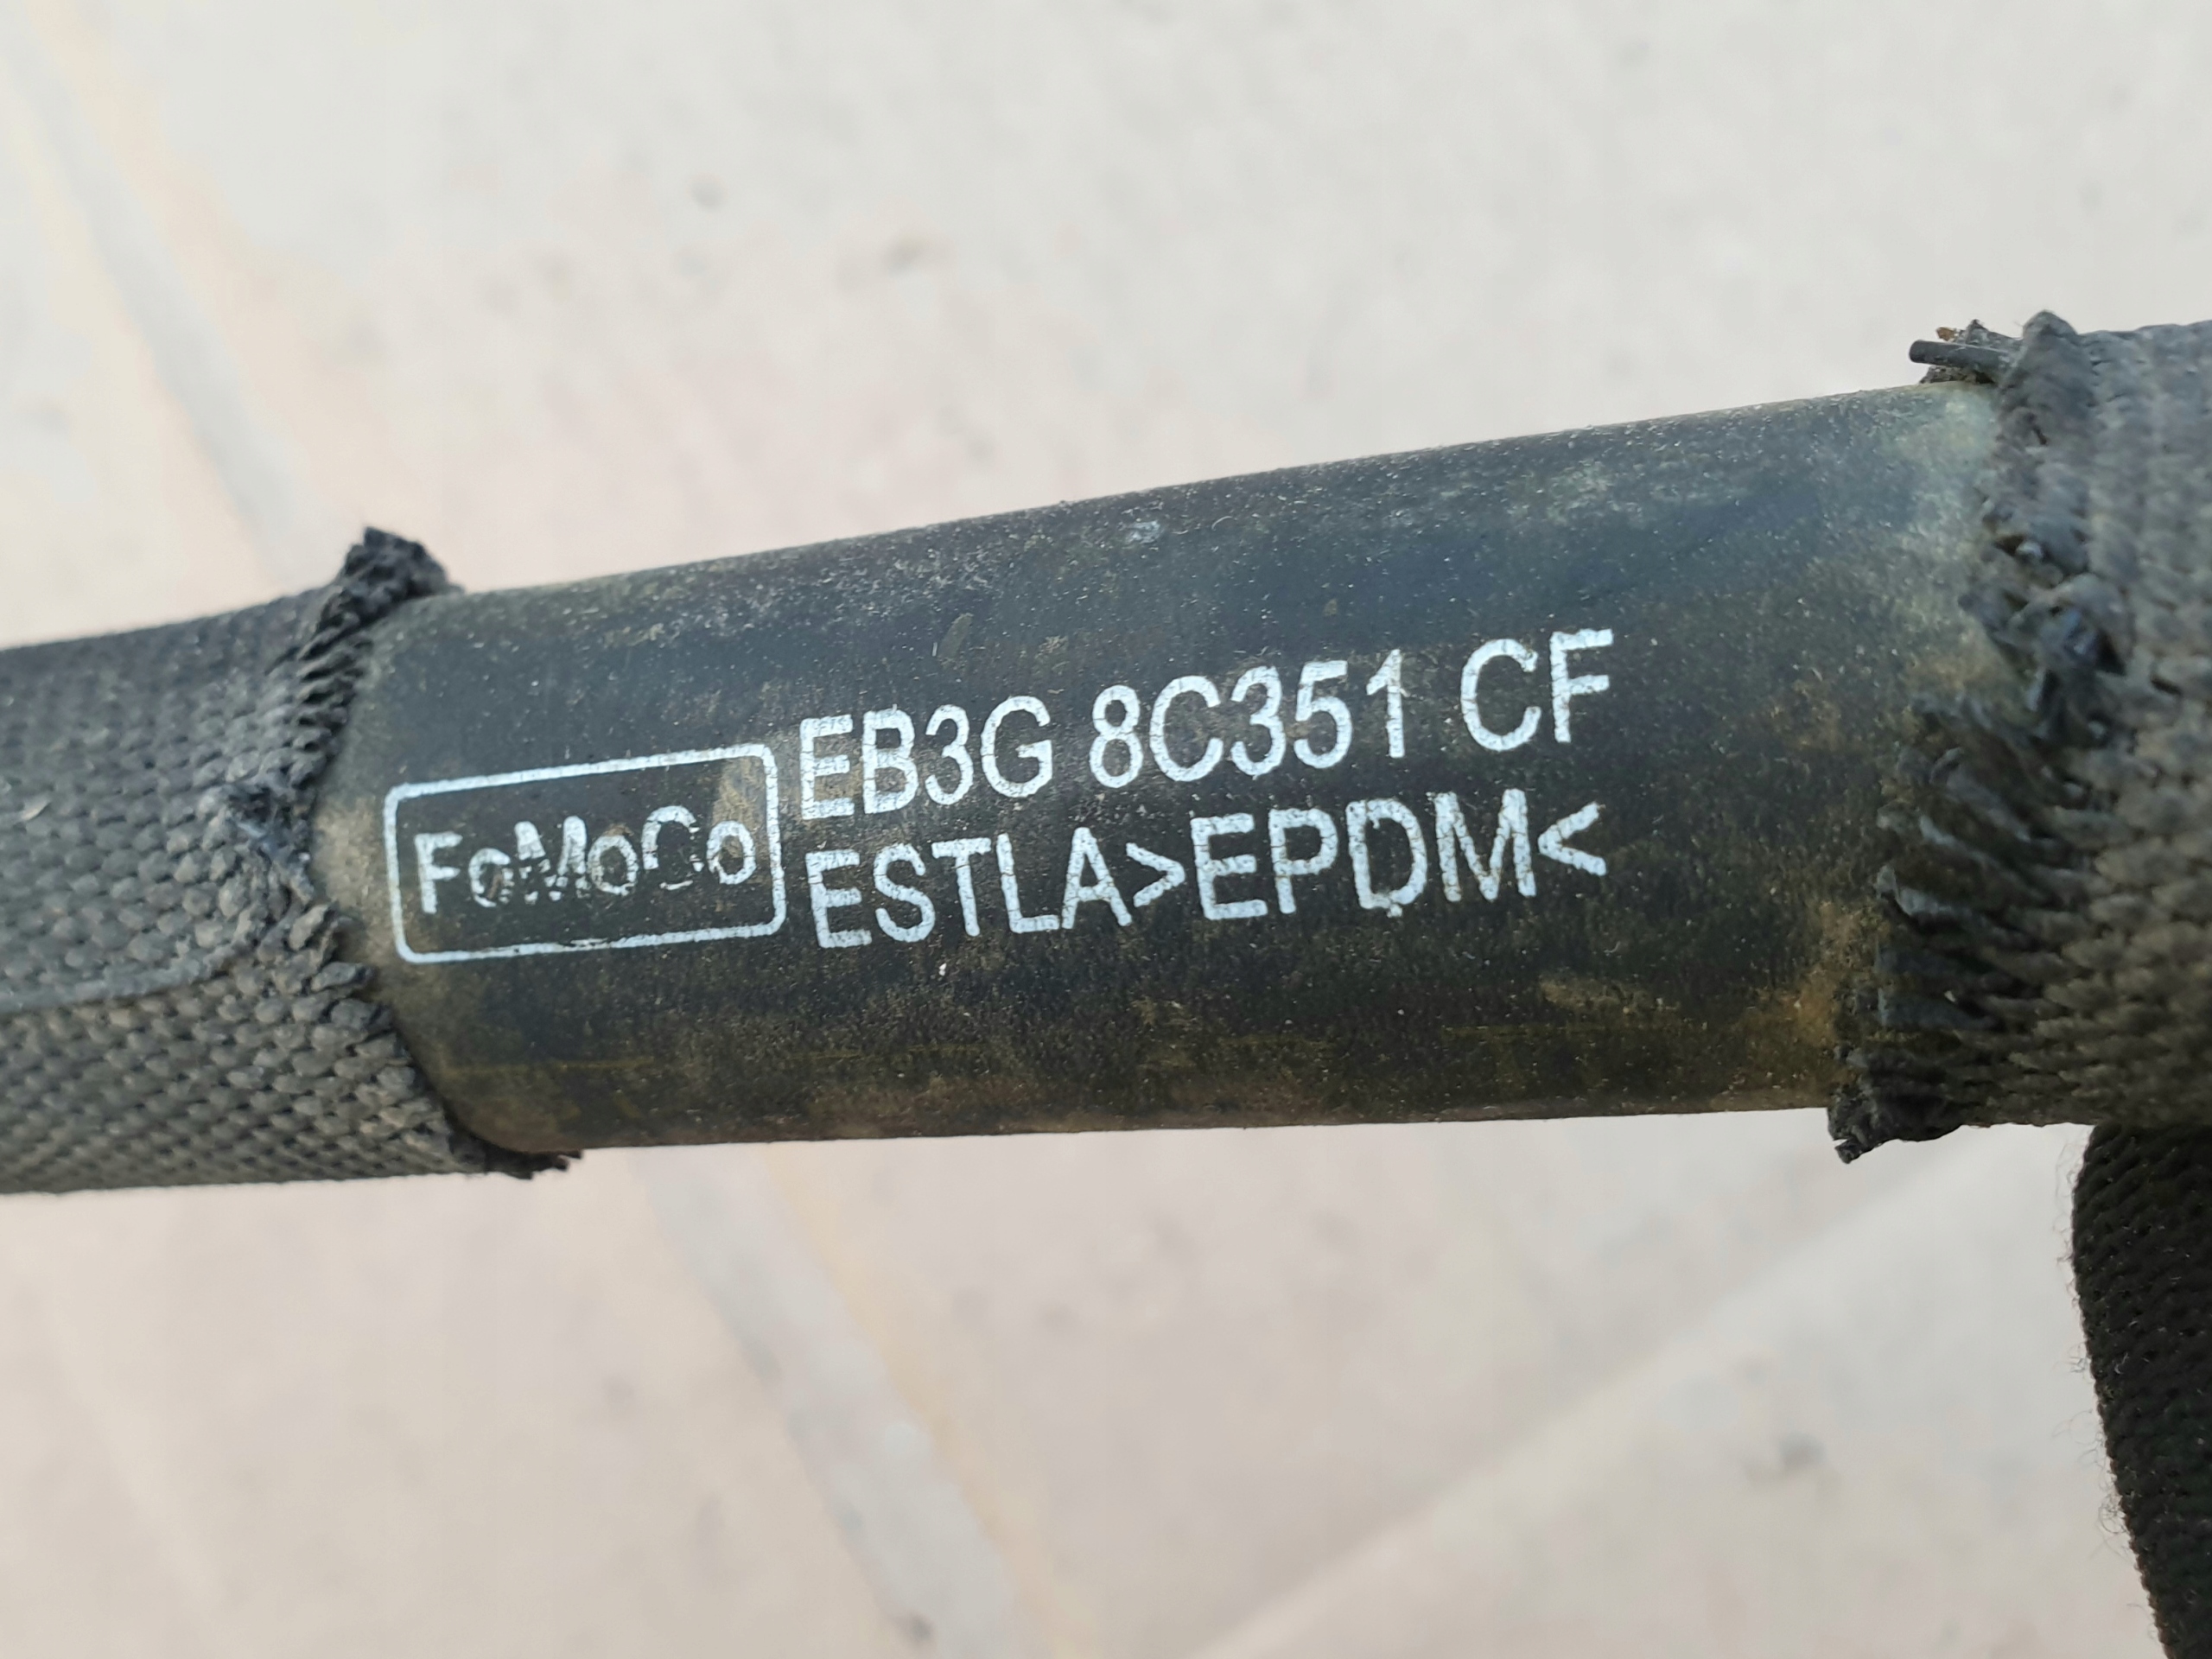 FoMoCo
EB3G 8C351 CF
ESTLA>EPDM<